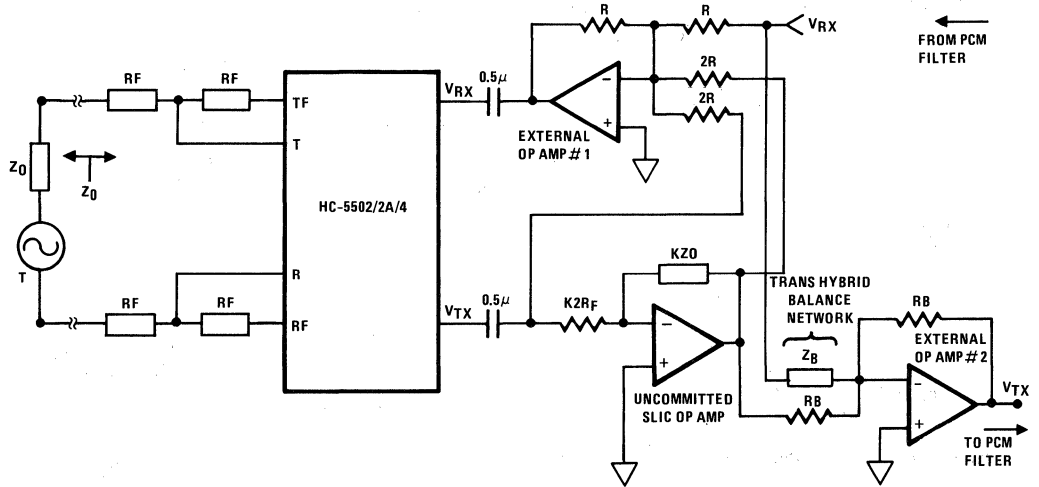 R
R
VRX
FROM PCM
FILTER
RF
RF
TF
T
HC-5502/2A/4
R
RF
VRX
0.5μ
2R
2R
−
+
EXTERNAL
OP AMP # 1
Z0
Z0
T
RF
RF
VTX
0.5μ
K2RF
KZ0
−
+
UNCOMMITTED
SLIC OP AMP
TRANS HYBRID
BALANCE
NETWORK
ZB
RB
RB
EXTERNAL
OP AMP # 2
−
+
VTX
TO PCM
FILTER